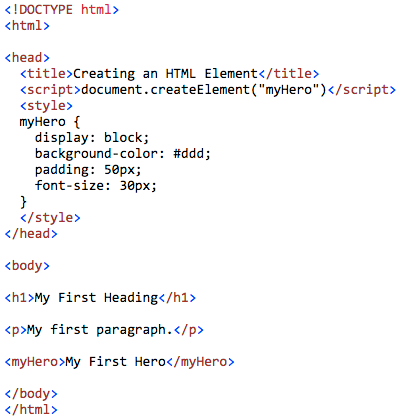 <!DOCTYPE html>
<html>
<head>
<title>Creating an HTML Element</title>
<script>document.createElement("myHero")</script>
<style>
myHero {
display: block;
background-color: #ddd;
padding: 50px;
font-size: 30px;
}
</style>
</head>
<body>
<h1>My First Heading</h1>
<p>My first paragraph.</p>
<myHero>My First Hero</myHero>
</body>
</html>